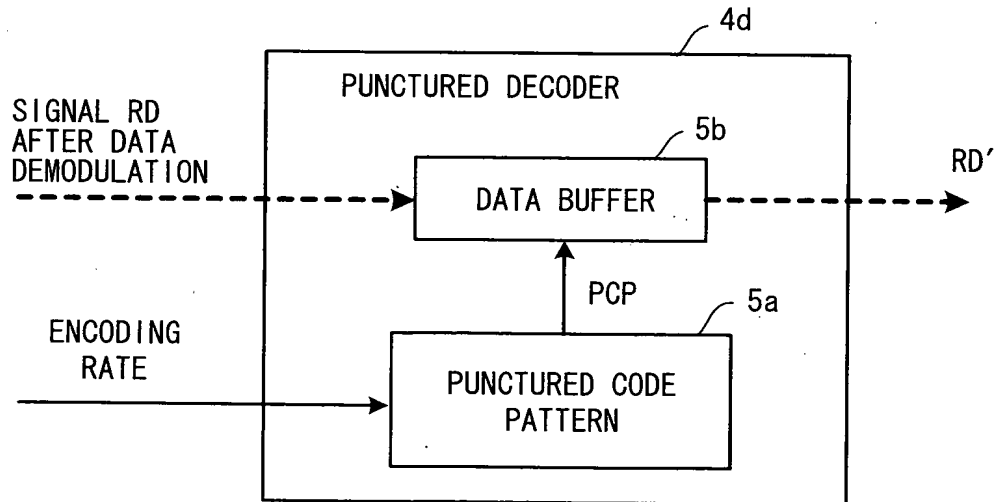 4d
PUNCTURED DECODER
SIGNAL RD
AFTER DATA
DEMODULATION
5b
DATA BUFFER
RD'
PCP
5a
ENCODING
RATE
PUNCTURED CODE
PATTERN